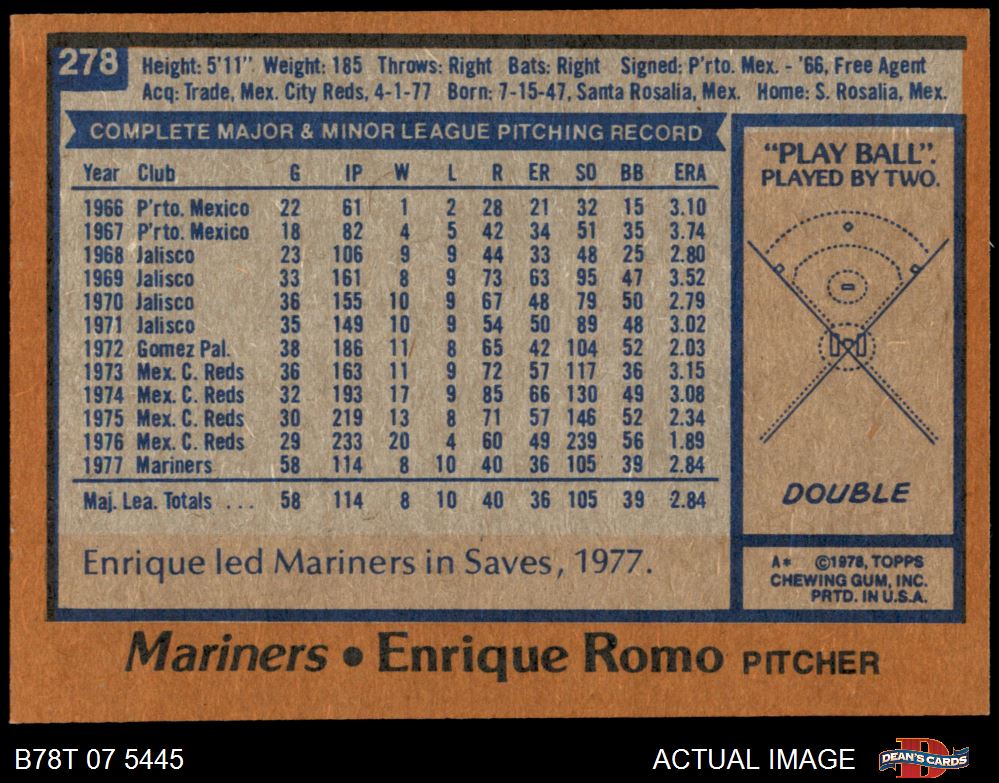 278
Height: 5'11" Weight: 185 Throws: Right Bats: Right Signed: P'rto. Mex. - '66, Free Agent
Acq: Trade, Mex. City Reds, 4-1-77 Born: 7-15-47, Santa Rosalia, Mex. Home: S. Rosalia, Mex.
COMPLETE MAJOR & MINOR LEAGUE PITCHING RECORD
Year Club G IP W L R ER SO BB ERA
1966 P'rto. Mexico 22 61 1 2 28 21 32 15 3.10
1967 P'rto. Mexico 18 82 4 5 42 34 51 35 3.74
1968 Jalisco 23 106 9 9 44 33 48 25 2.80
1969 Jalisco 33 161 8 9 73 63 95 47 3.52
1970 Jalisco 36 155 10 9 67 48 79 50 2.79
1971 Jalisco 35 149 10 9 54 50 89 48 3.02
1972 Gomez Pal. 38 186 11 8 65 42 104 52 2.03
1973 Mex. C. Reds 36 163 11 9 72 57 117 36 3.15
1974 Mex. C. Reds 32 193 17 9 85 66 130 49 3.08
1975 Mex. C. Reds 30 219 13 8 71 57 146 52 2.34
1976 Mex. C. Reds 29 233 20 4 60 49 239 56 1.89
1977 Mariners 58 114 8 10 40 36 105 39 2.84
Maj. Lea. Totals . . . 58 114 8 10 40 36 105 39 2.84
Enrique led Mariners in Saves, 1977.
"PLAY BALL".
PLAYED BY TWO.
DOUBLE
A* ©1978, TOPPS
CHEWING GUM, INC.
PRTD. IN U.S.A.
Mariners • Enrique Romo PITCHER
B78T 07 5445
ACTUAL IMAGE
DEAN'S CARDS